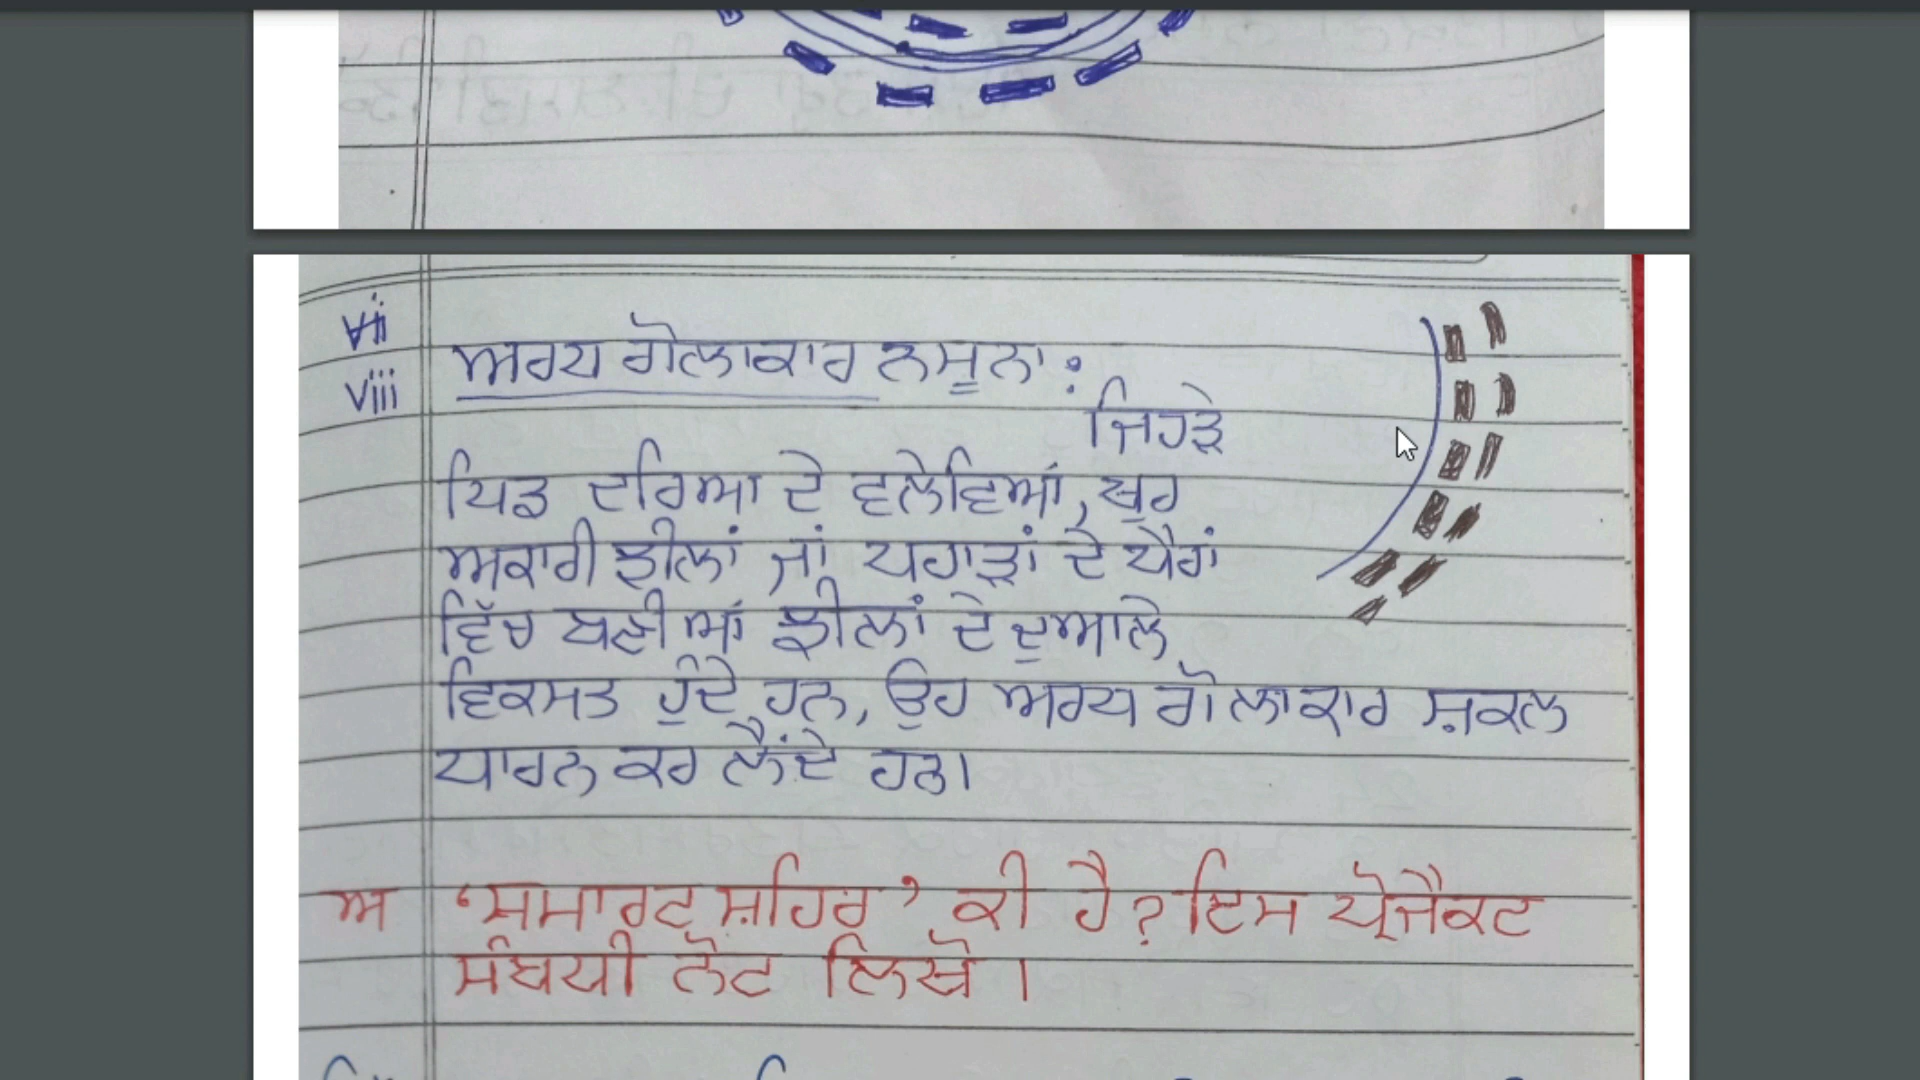 vii
viii ਅਰਧ ਗੋਲਾਕਾਰ ਨਮੂਨਾ :
ਜਿਹੜੇ
ਪਿੰਡ ਦਰਿਆ ਦੇ ਵਲੇਵਿਆਂ, ਖੁਰ
ਅਕਾਰੀ ਝੀਲਾਂ ਜਾਂ ਪਹਾੜਾਂ ਦੇ ਪੈਰਾਂ
ਵਿੱਚ ਬਣੀਆਂ ਝੀਲਾਂ ਦੇ ਦੁਆਲੇ
ਵਿਕਸਤ ਹੁੰਦੇ ਹਨ, ਉਹ ਅਰਧ ਗੋਲਾਕਾਰ ਸ਼ਕਲ
ਧਾਰਨ ਕਰ ਲੈਂਦੇ ਹਨ।
ਅ 'ਸਮਾਰਟ ਸ਼ਹਿਰ' ਕੀ ਹੈ? ਇਸ ਪ੍ਰੋਜੈਕਟ
ਸੰਬਧੀ ਨੋਟ ਲਿਖੋ ।